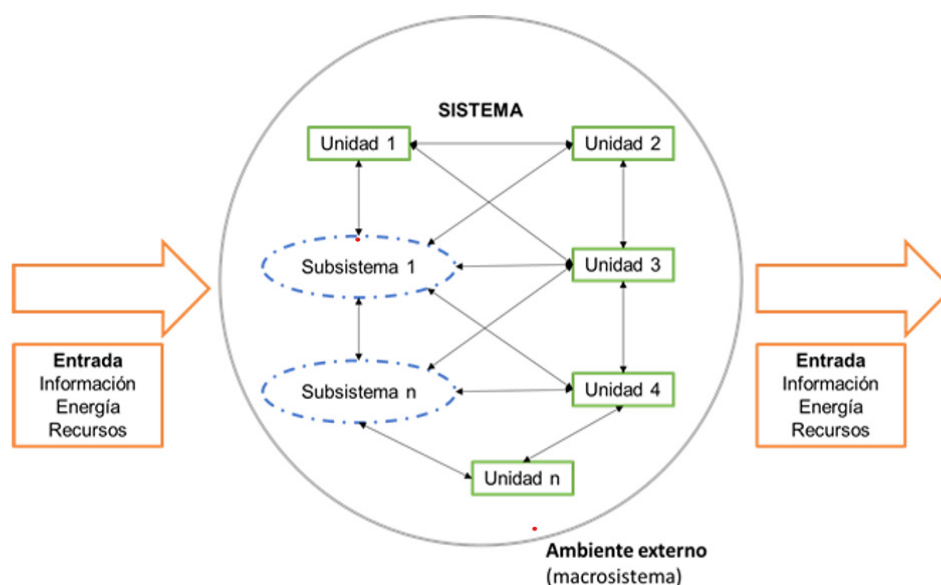 SISTEMA
Unidad 1
Unidad 2
Subsistema 1
Unidad 3
Entrada
Información
Energía
Recursos
Subsistema n
Unidad 4
Entrada
Información
Energía
Recursos
Unidad n
Ambiente externo
(macrosistema)